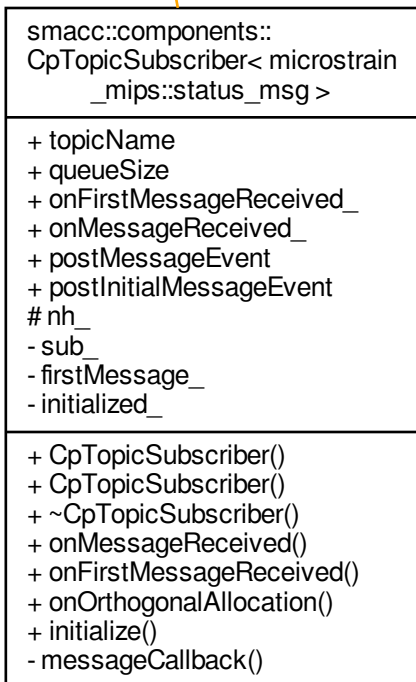 smacc::components::
CpTopicSubscriber< microstrain
_mips::status_msg >
+ topicName
+ queueSize
+ onFirstMessageReceived_
+ onMessageReceived_
+ postMessageEvent
+ postInitialMessageEvent
# nh_
- sub_
- firstMessage_
- initialized_
+ CpTopicSubscriber()
+ CpTopicSubscriber()
+ ~CpTopicSubscriber()
+ onMessageReceived()
+ onFirstMessageReceived()
+ onOrthogonalAllocation()
+ initialize()
- messageCallback()